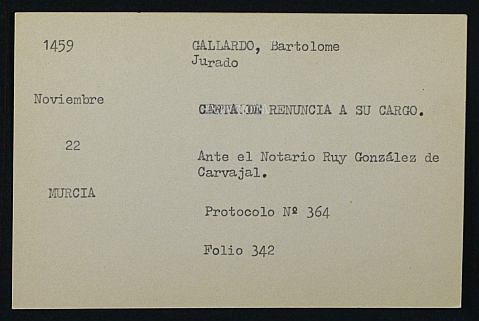 1459
GALLARDO, Bartolome
Jurado
Noviembre
CARTA DE RENUNCIA A SU CARGO.
22
Ante el Notario Ruy González de
Carvajal.
MURCIA
Protocolo Nº 364
Folio 342